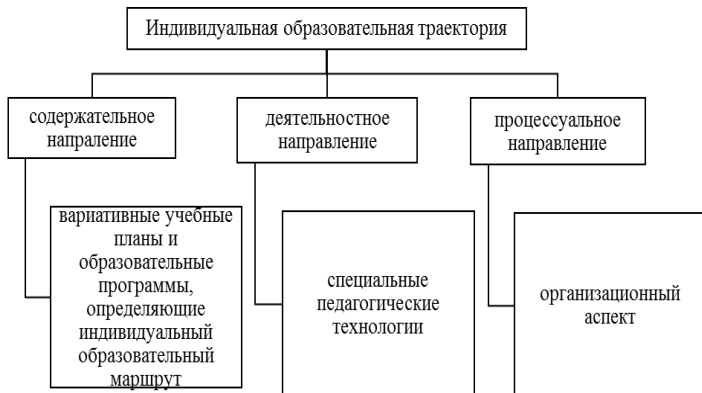 Индивидуальная образовательная траектория
содержательное
напраление
деятельностное
направление
процессуальное
направление
вариативные учебные
планы и
образовательные
программы,
определяющие
индивидуальный
образовательный
маршрут
специальные
педагогические
технологии
организационный
аспект